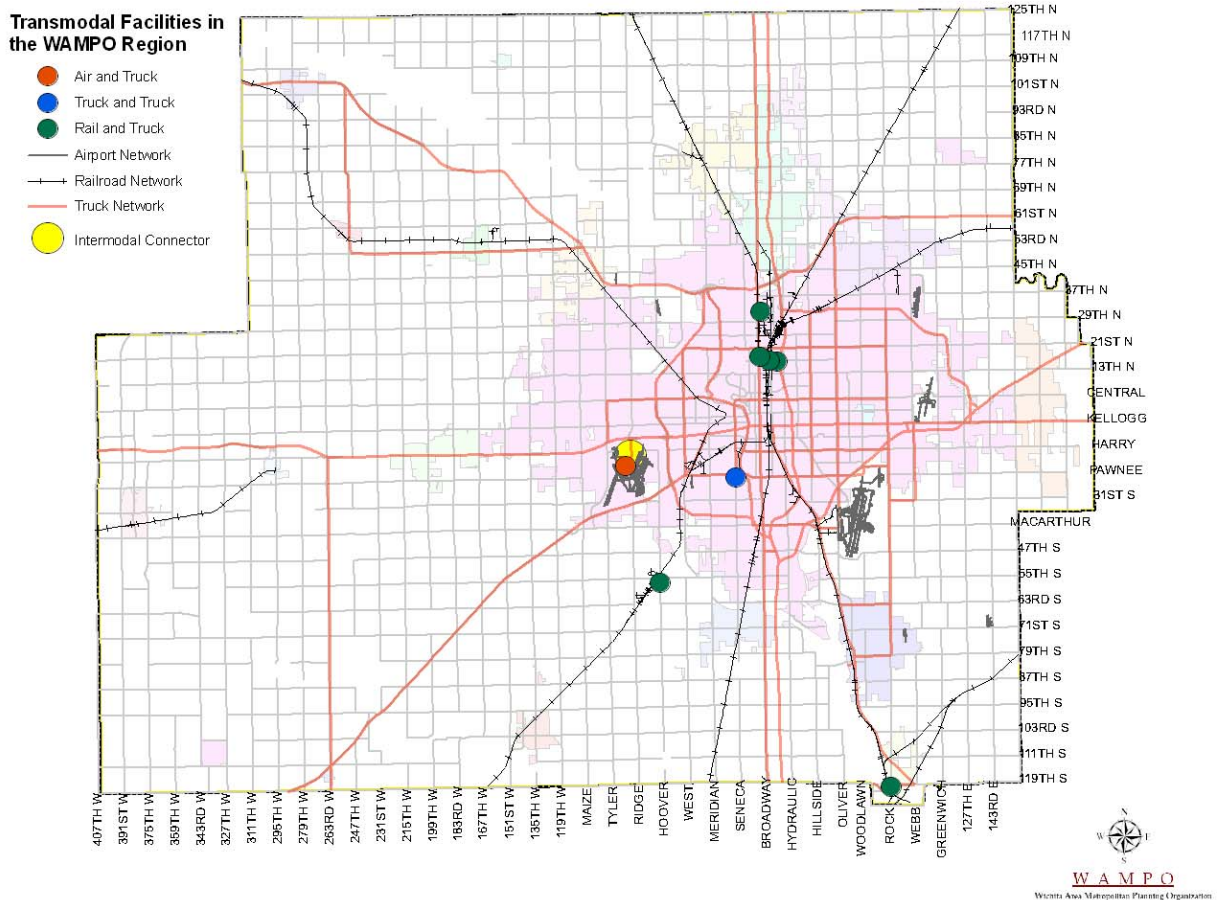 Transmodal Facilities in
the WAMPO Region
Air and Truck
Truck and Truck
Rail and Truck
Airport Network
Railroad Network
Truck Network
Intermodal Connector
125TH N
117TH N
109TH N
101ST N
93RD N
85TH N
77TH N
69TH N
61ST N
53RD N
45TH N
37TH N
29TH N
21ST N
13TH N
CENTRAL
KELLOGG
HARRY
PAWNEE
31ST S
MACARTHUR
47TH S
55TH S
63RD S
71ST S
79TH S
87TH S
95TH S
103RD S
111TH S
119TH S
407TH W
391ST W
375TH W
359TH W
343RD W
327TH W
311TH W
295TH W
279TH W
263RD W
247TH W
231ST W
215TH W
199TH W
183RD W
167TH W
151ST W
135TH W
119TH W
MAIZE
TYLER
RIDGE
HOOVER
WEST
MERIDIAN
SENECA
BROADWAY
HYDRAULIC
HILLSIDE
OLIVER
WOODLAWN
ROCK
WEBB
GREENWICH
127TH E
143RD E
N
W E
S
WAMPO
Wichita Area Metropolitan Planning Organization